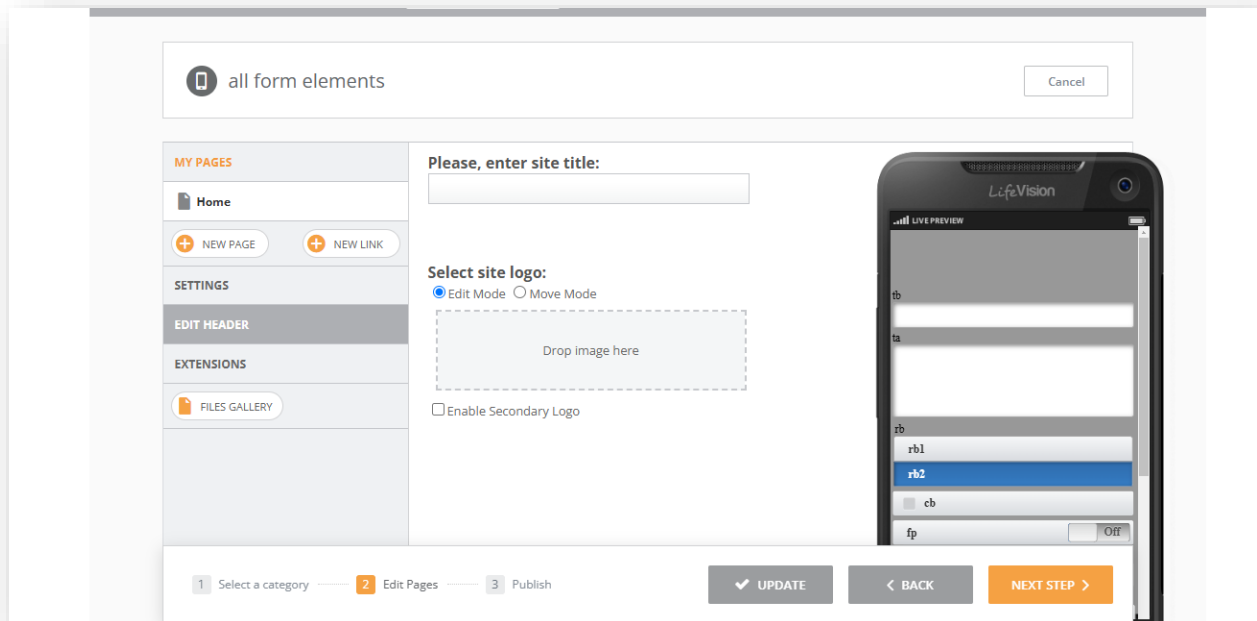 all form elements
Cancel
MY PAGES
Home
NEW PAGE
NEW LINK
SETTINGS
EDIT HEADER
EXTENSIONS
FILES GALLERY
Please, enter site title:
Select site logo:
Edit Mode Move Mode
Drop image here
Enable Secondary Logo
LifeVision
LIVE PREVIEW
tb
ta
rb
rb1
rb2
cb
fp Off
1 Select a category 2 Edit Pages 3 Publish
UPDATE
BACK
NEXT STEP